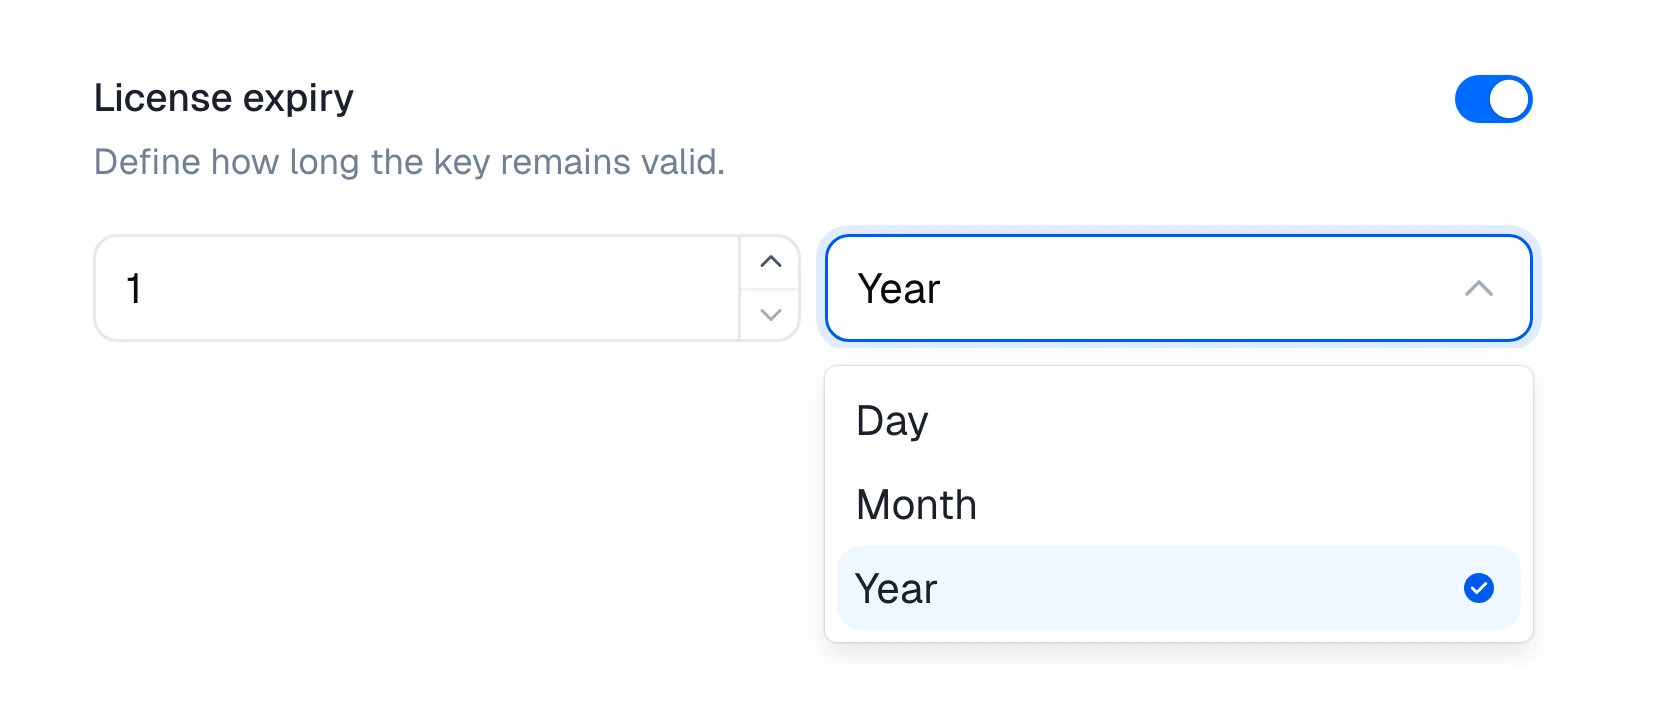 License expiry
Define how long the key remains valid.
1
Year
Day
Month
Year